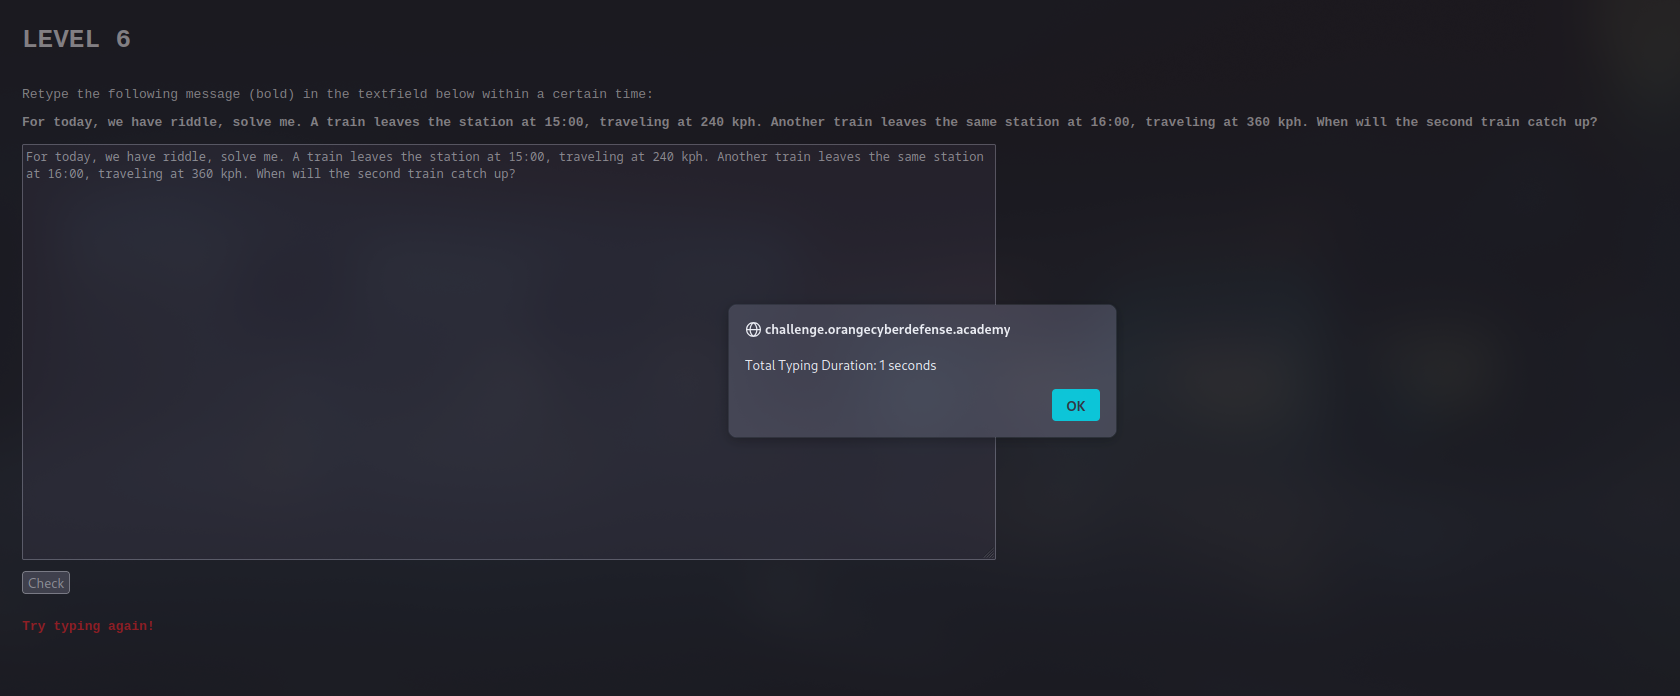 LEVEL 6
Retype the following message (bold) in the textfield below within a certain time:
For today, we have riddle, solve me. A train leaves the station at 15:00, traveling at 240 kph. Another train leaves the same station at 16:00, traveling at 360 kph. When will the second train catch up?
For today, we have riddle, solve me. A train leaves the station at 15:00, traveling at 240 kph. Another train leaves the same station
at 16:00, traveling at 360 kph. When will the second train catch up?
challenge.orangecyberdefense.academy
Total Typing Duration: 1 seconds
OK
Check
Try typing again!